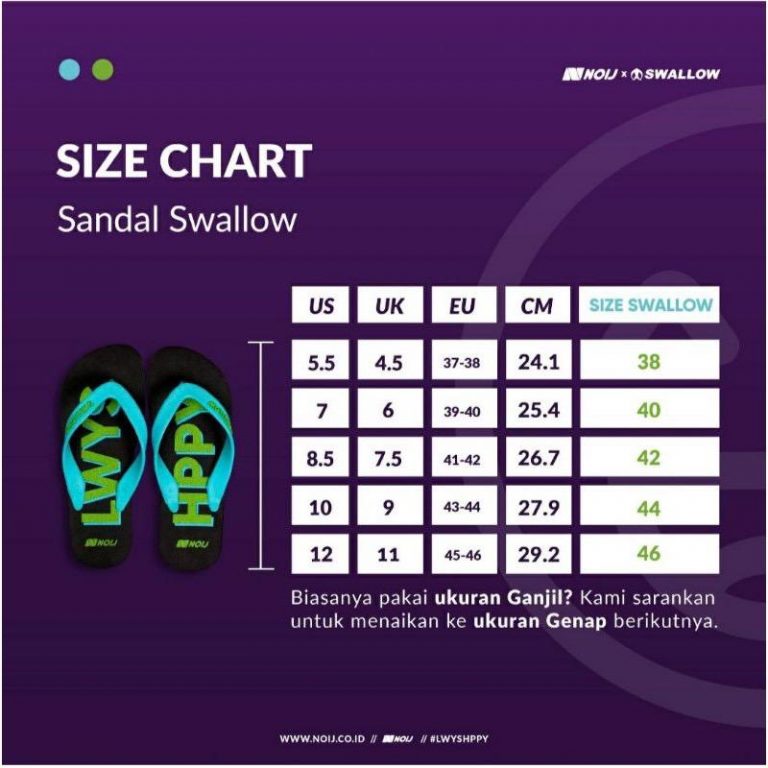 NOIJ x SWALLOW
SIZE CHART
Sandal Swallow
US UK EU CM SIZE SWALLOW
5.5 4.5 37-38 24.1 38
7 6 39-40 25.4 40
8.5 7.5 41-42 26.7 42
10 9 43-44 27.9 44
12 11 45-46 29.2 46
LWYS HPPY
NOIJ NOIJ
Biasanya pakai ukuran Ganjil? Kami sarankan
untuk menaikan ke ukuran Genap berikutnya.
WWW.NOIJ.CO.ID // NOIJ // #LWYSHPPY